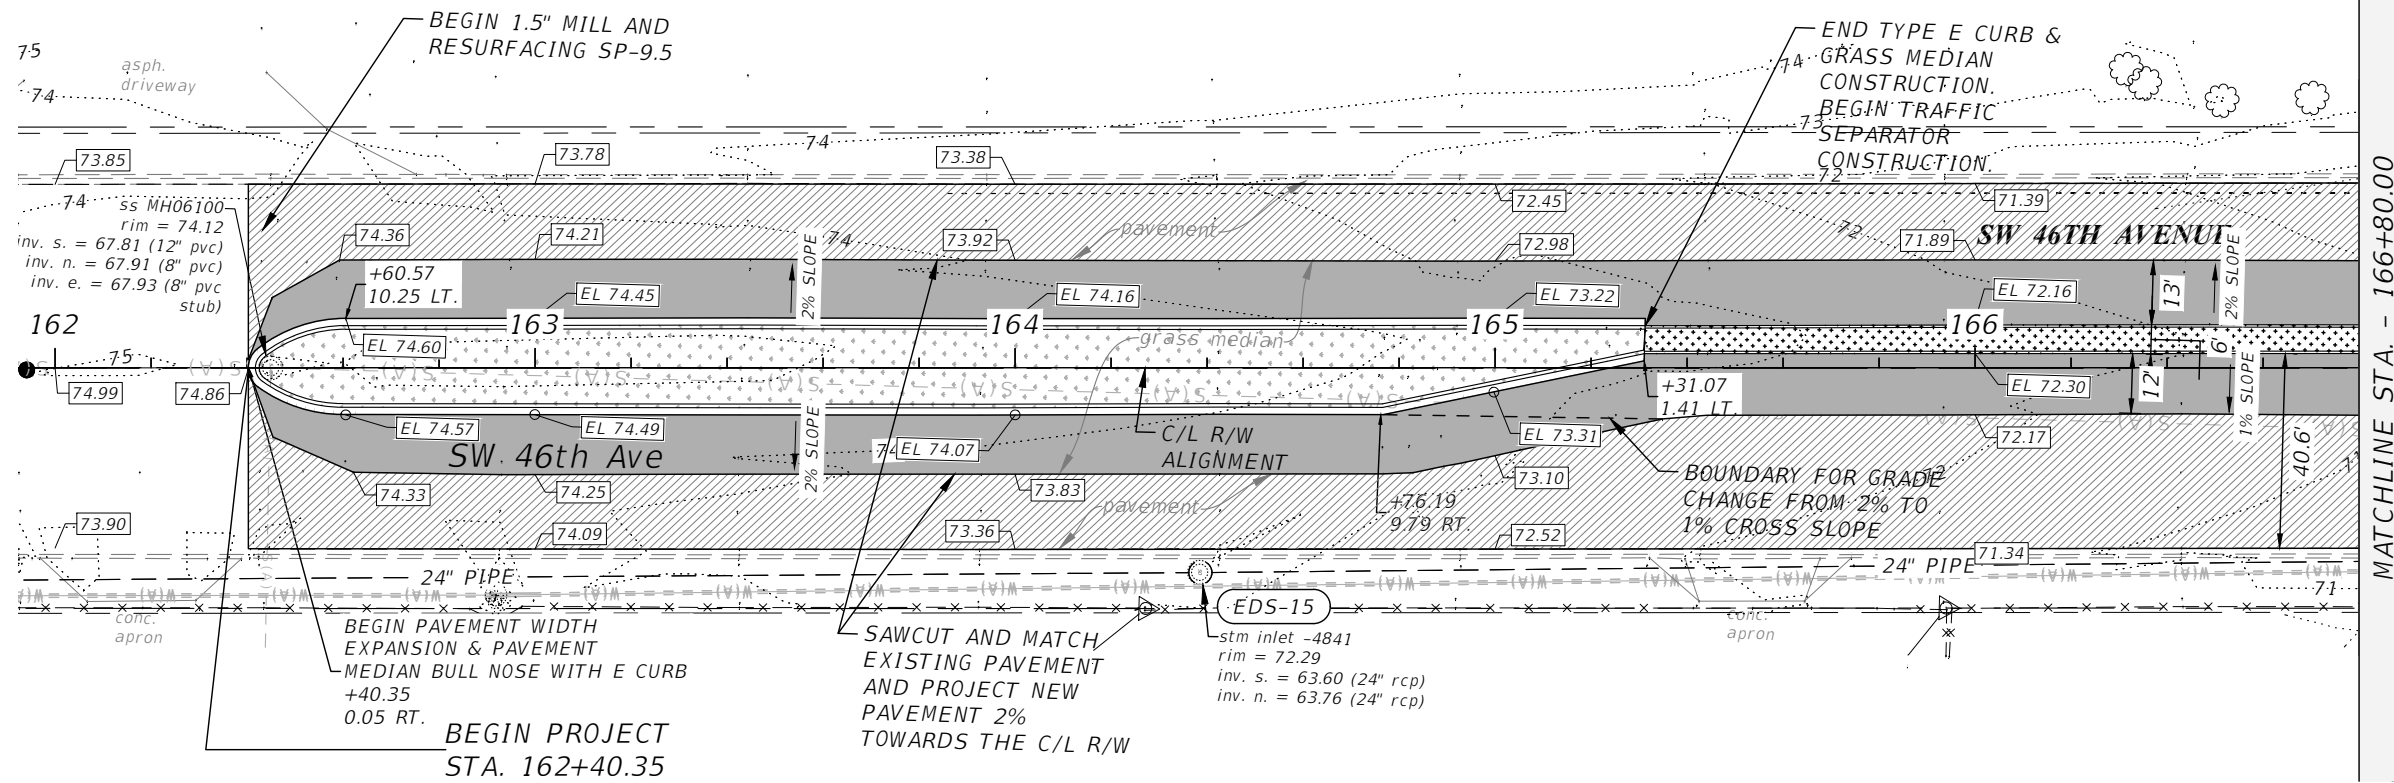 BEGIN 1.5" MILL AND
RESURFACING SP-9.5
END TYPE E CURB &
GRASS MEDIAN
CONSTRUCTION.
BEGIN TRAFFIC
SEPARATOR
CONSTRUCTION.
75
asph.
driveway
74
74
74
73
72
73.85
73.78
73.38
72.45
71.39
74
ss MH06100
rim = 74.12
inv. s. = 67.81 (12" pvc)
inv. n. = 67.91 (8" pvc)
inv. e. = 67.93 (8" pvc
stub)
74.36
74.21
74
73.92
pavement
72.98
72
71.89
SW 46TH AVENUE
+60.57
10.25 LT.
EL 74.45
2% SLOPE
EL 74.16
EL 73.22
EL 72.16
13'
2% SLOPE
162
163
164
165
166
75
EL 74.60
grass median
6'
S(A)
S(A)
S(A)
S(A)
S(A)
S(A)
74.99
74.86
EL 72.30
12'
+31.07
1.41 LT.
EL 74.57
EL 74.49
EL 74.07
EL 73.31
72.17
1% SLOPE
SW 46th Ave
2% SLOPE
C/L R/W
ALIGNMENT
40.6'
BOUNDARY FOR GRADE
CHANGE FROM 2% TO
1% CROSS SLOPE
72
74.33
74.25
73.83
73.10
+76.19
9.79 RT.
pavement
73.90
74.09
73.36
72.52
71.34
24" PIPE
24" PIPE
W(A)
W(A)
W(A)
W(A)
W(A)
W(A)
W(A)
W(A)
W(A)
71
conc.
apron
EDS-15
conc.
apron
BEGIN PAVEMENT WIDTH
EXPANSION & PAVEMENT
MEDIAN BULL NOSE WITH E CURB
+40.35
0.05 RT.
SAWCUT AND MATCH
EXISTING PAVEMENT
AND PROJECT NEW
PAVEMENT 2%
TOWARDS THE C/L R/W
stm inlet -4841
rim = 72.29
inv. s. = 63.60 (24" rcp)
inv. n. = 63.76 (24" rcp)
BEGIN PROJECT
STA. 162+40.35
MATCHLINE STA. - 166+80.00